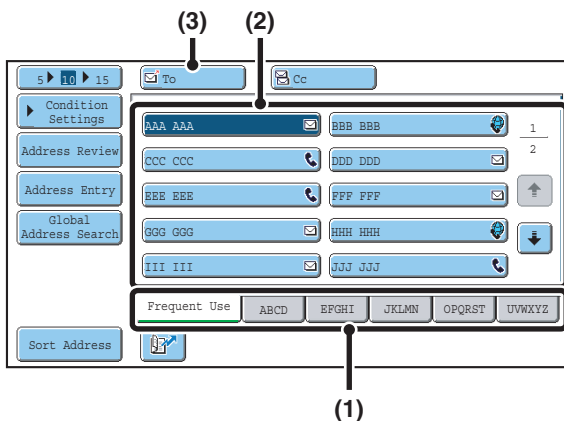 (3) (2)
5 10 15 To Cc
Condition
Settings
Address Review
Address Entry
Global
Address Search
AAA AAA BBB BBB
CCC CCC DDD DDD
EEE EEE FFF FFF
GGG GGG HHH HHH
III III JJJ JJJ
1
2
Frequent Use ABCD EFGHI JKLMN OPQRST UVWXYZ
Sort Address
(1)